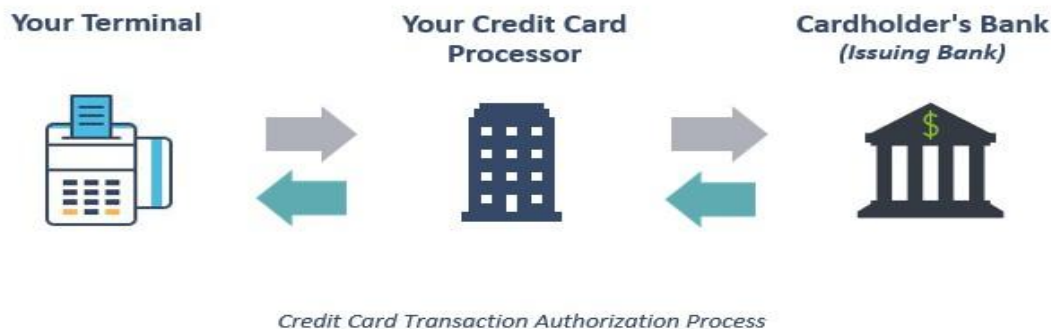 Your Terminal
Your Credit Card
Processor
Cardholder's Bank
(Issuing Bank)
$
Credit Card Transaction Authorization Process